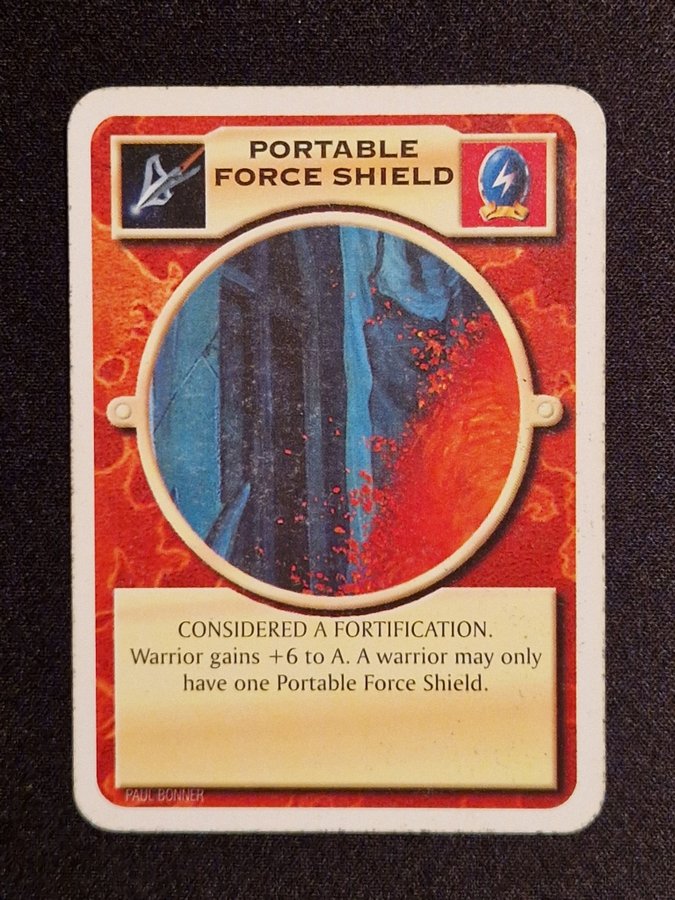 PORTABLE
FORCE SHIELD
CONSIDERED A FORTIFICATION.
Warrior gains +6 to A. A warrior may only
have one Portable Force Shield.
PAUL BONNER